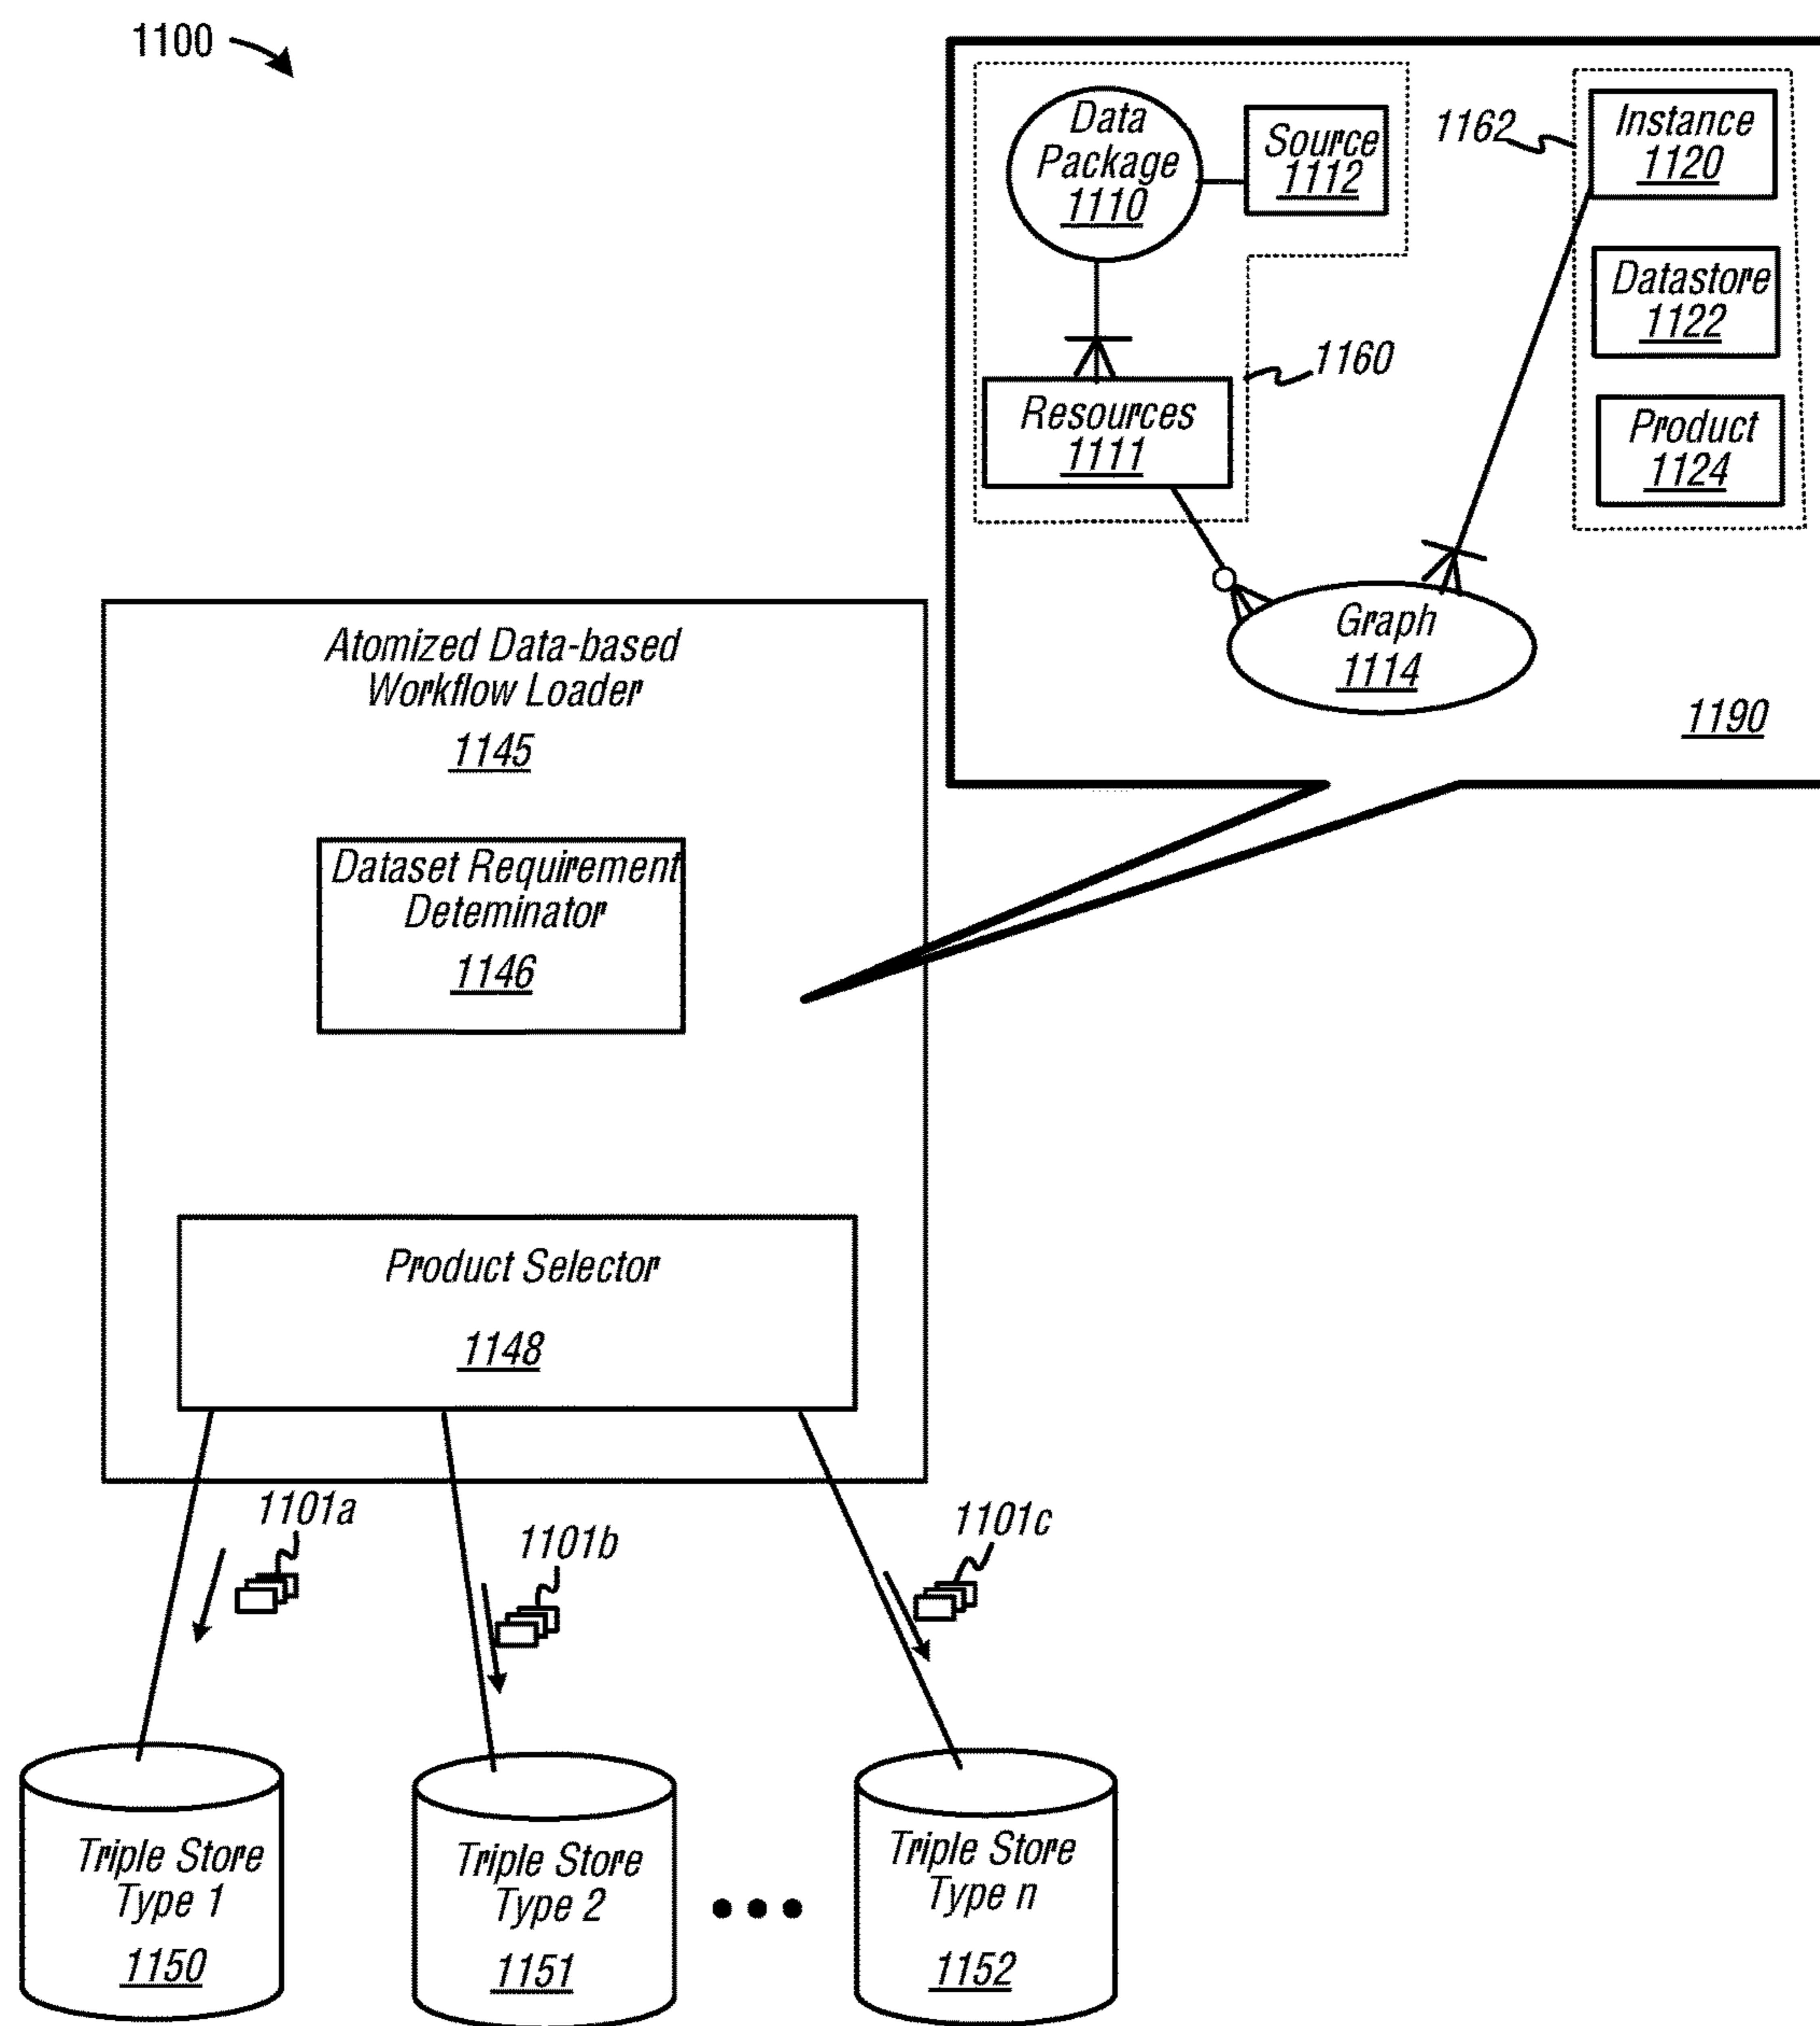 1100
Data
Package
1110
Source
1112
1162
Instance
1120
Datastore
1122
Product
1124
1160
Resources
1111
Graph
1114
1190
Atomized Data-based
Workflow Loader
1145
Dataset Requirement
Deteminator
1146
Product Selector
1148
1101a
1101b
1101c
Triple Store
Type 1
1150
Triple Store
Type 2
1151
Triple Store
Type n
1152